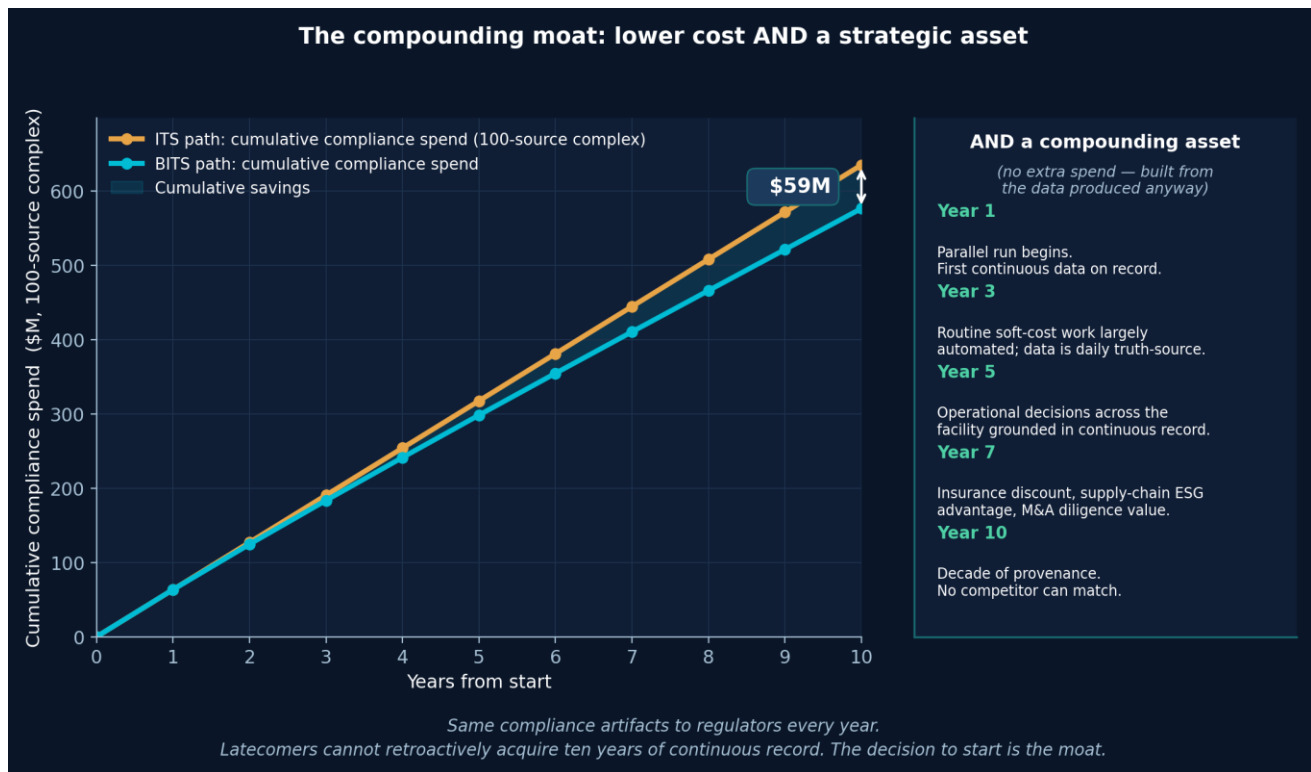 The compounding moat: lower cost AND a strategic asset
ITS path: cumulative compliance spend (100-source complex)
BITS path: cumulative compliance spend
Cumulative savings
$59M
Cumulative compliance spend ($M, 100-source complex)
600
500
400
300
200
100
0
0 1 2 3 4 5 6 7 8 9 10
Years from start
AND a compounding asset
(no extra spend — built from
the data produced anyway)
Year 1
Parallel run begins.
First continuous data on record.
Year 3
Routine soft-cost work largely
automated; data is daily truth-source.
Year 5
Operational decisions across the
facility grounded in continuous record.
Year 7
Insurance discount, supply-chain ESG
advantage, M&A diligence value.
Year 10
Decade of provenance.
No competitor can match.
Same compliance artifacts to regulators every year.
Latecomers cannot retroactively acquire ten years of continuous record. The decision to start is the moat.